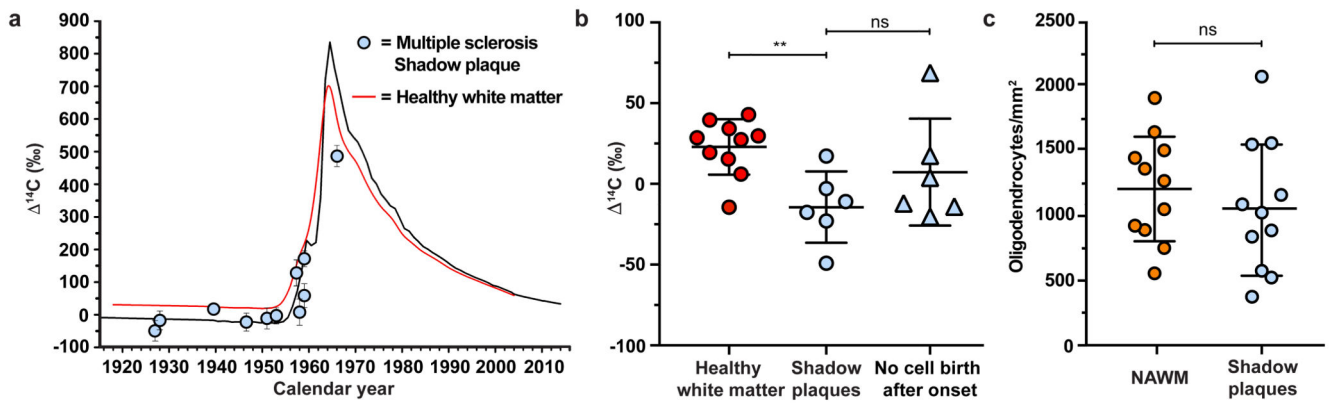 a
900
800
700
600
500
400
300
200
100
0
-100
Δ14C (‰)
1920 1930 1940 1950 1960 1970 1980 1990 2000 2010
Calendar year
= Multiple sclerosis
Shadow plaque
= Healthy white matter
b
100
50
0
-50
-100
Δ14C (‰)
**
ns
Healthy
white matter
Shadow
plaques
No cell birth
after onset
c
2500
2000
1500
1000
500
0
Oligodendrocytes/mm²
ns
NAWM
Shadow
plaques